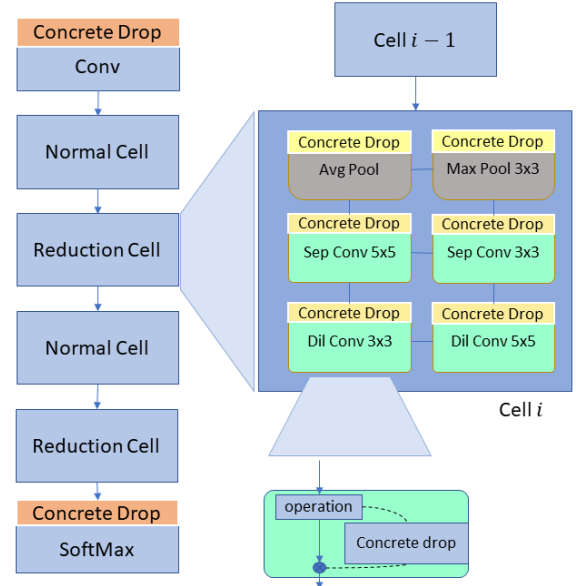 Concrete Drop
Conv
Normal Cell
Reduction Cell
Normal Cell
Reduction Cell
Concrete Drop
SoftMax
Cell i − 1
Concrete Drop
Avg Pool
Concrete Drop
Max Pool 3x3
Concrete Drop
Sep Conv 5x5
Concrete Drop
Sep Conv 3x3
Concrete Drop
Dil Conv 3x3
Concrete Drop
Dil Conv 5x5
Cell i
operation
Concrete drop